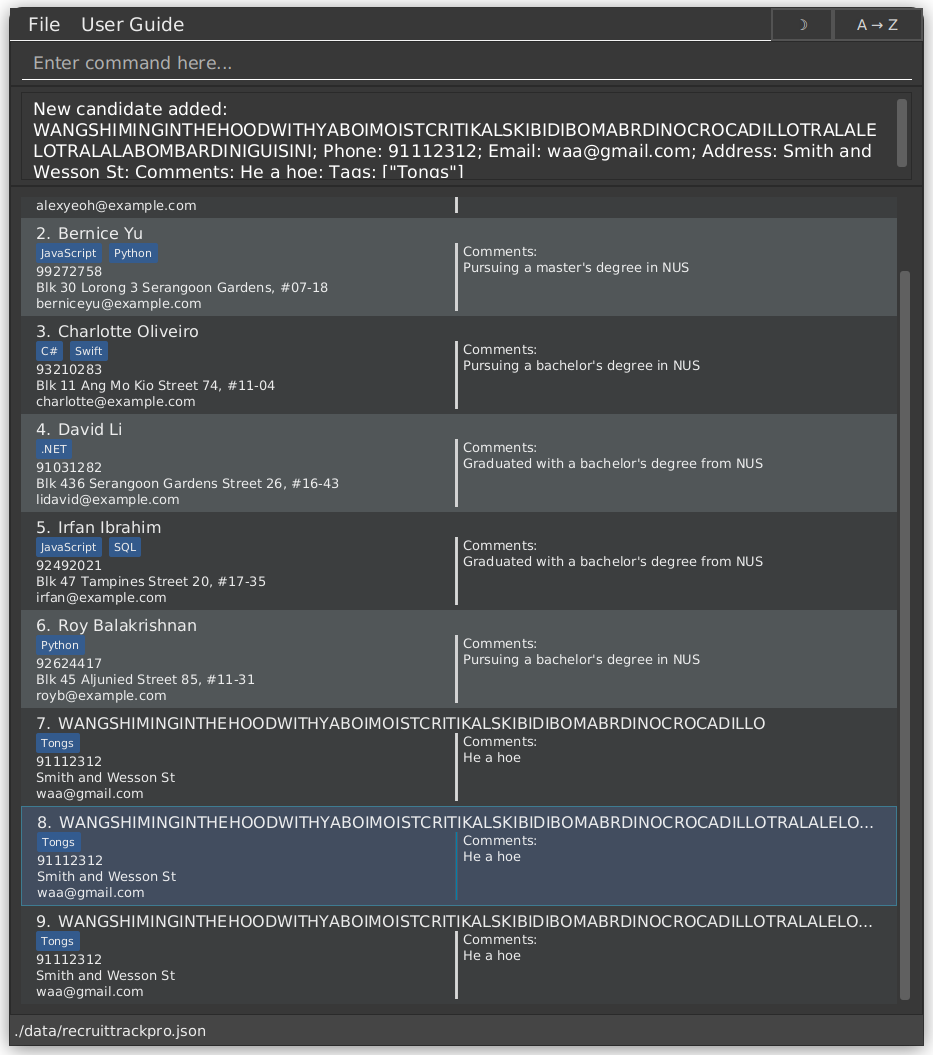 File User Guide ☽ A → Z
Enter command here...
New candidate added:
WANGSHIMINGINTHEHOODWITHYABOIMOISTCRITIKALSKIBIDIBOMABRDINOCROCADILLOTRALALE
LOTRALALABOMBARDINIGUISINI; Phone: 91112312; Email: waa@gmail.com; Address: Smith and
Wesson St; Comments: He a hoe; Tags: ["Tongs"]
alexyeoh@example.com
2. Bernice Yu
JavaScript Python
Comments:
99272758
Pursuing a master's degree in NUS
Blk 30 Lorong 3 Serangoon Gardens, #07-18
berniceyu@example.com
3. Charlotte Oliveiro
C# Swift
Comments:
93210283
Pursuing a bachelor's degree in NUS
Blk 11 Ang Mo Kio Street 74, #11-04
charlotte@example.com
4. David Li
.NET
Comments:
91031282
Graduated with a bachelor's degree from NUS
Blk 436 Serangoon Gardens Street 26, #16-43
lidavid@example.com
5. Irfan Ibrahim
JavaScript SQL
Comments:
92492021
Graduated with a bachelor's degree from NUS
Blk 47 Tampines Street 20, #17-35
irfan@example.com
6. Roy Balakrishnan
Python
Comments:
92624417
Pursuing a bachelor's degree in NUS
Blk 45 Aljunied Street 85, #11-31
royb@example.com
7. WANGSHIMINGINTHEHOODWITHYABOIMOISTCRITIKALSKIBIDIBOMABRDINOCROCADILLO
Tongs
Comments:
91112312
He a hoe
Smith and Wesson St
waa@gmail.com
8. WANGSHIMINGINTHEHOODWITHYABOIMOISTCRITIKALSKIBIDIBOMABRDINOCROCADILLOTRALALELO...
Tongs
Comments:
91112312
He a hoe
Smith and Wesson St
waa@gmail.com
9. WANGSHIMINGINTHEHOODWITHYABOIMOISTCRITIKALSKIBIDIBOMABRDINOCROCADILLOTRALALELO...
Tongs
Comments:
91112312
He a hoe
Smith and Wesson St
waa@gmail.com
./data/recruittrackpro.json